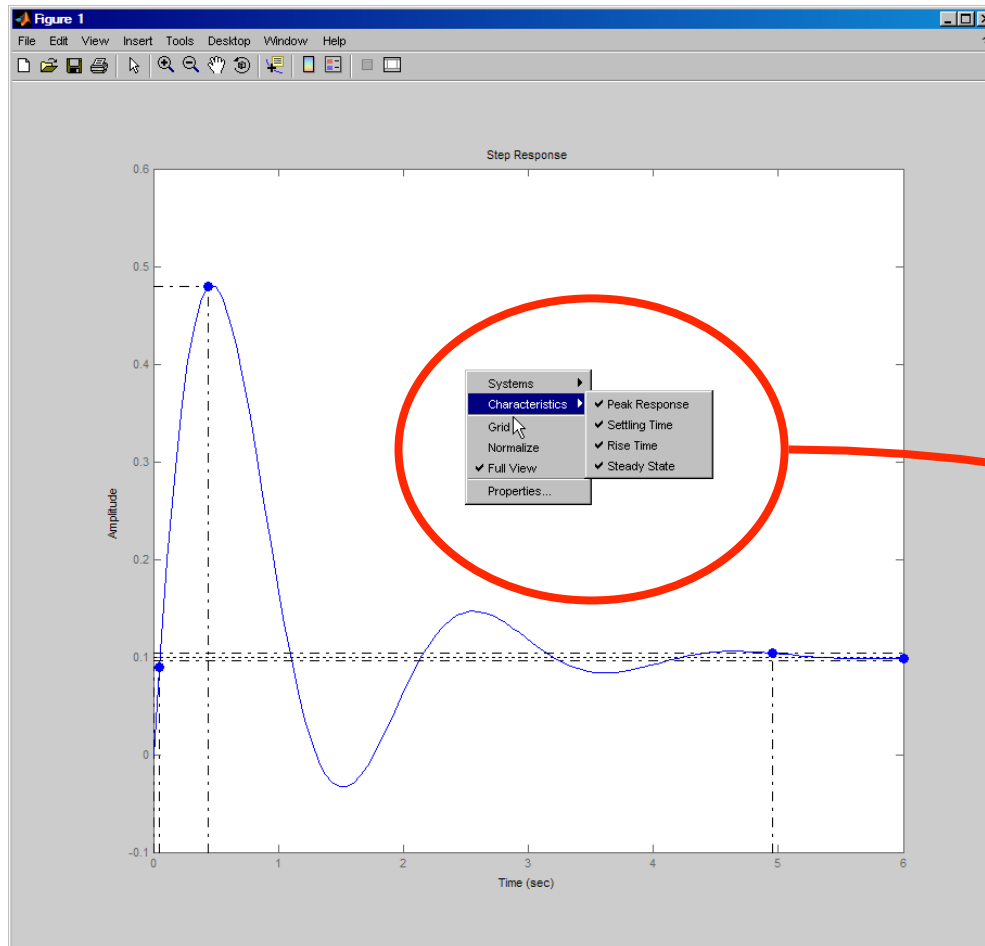 Figure 1
File Edit View Insert Tools Desktop Window Help
Step Response
0.6
0.5
0.4
0.3
0.2
0.1
0
-0.1
Amplitude
Systems
Characteristics
Grid
Normalize
Full View
Properties...
Peak Response
Settling Time
Rise Time
Steady State
0 1 2 3 4 5 6
Time (sec)